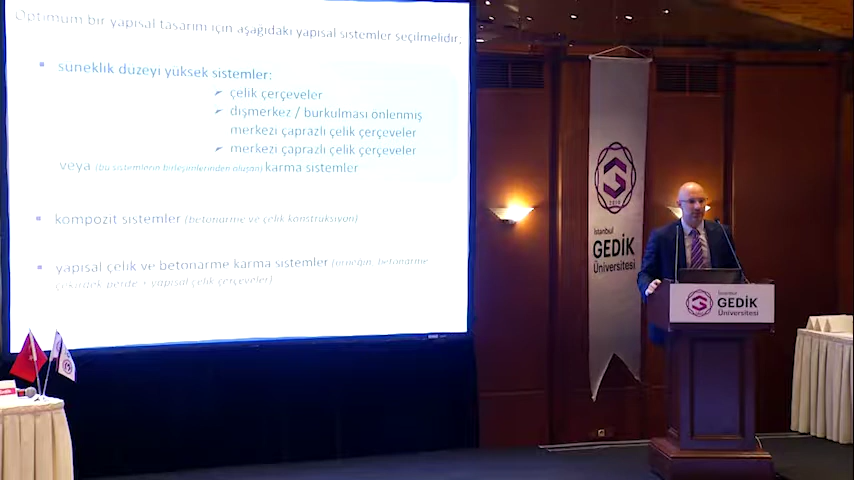 Optimum bir yapısal tasarım için aşağıdaki yapısal sistemler seçilmelidir,
süneklik düzeyi yüksek sistemler:
çelik çerçeveler
dışmerkez / burkulması önlenmiş
merkezi çaprazlı çelik çerçeveler
merkezi çaprazlı çelik çerçeveler
veya (bu sistemlerin birleşimlerinden oluşan) karma sistemler
kompozit sistemler (betonarme ve çelik konstrüksiyon)
yapısal çelik ve betonarme karma sistemler (örneğin, betonarme
çekirdek perde + yapısal çelik çerçeveler)
İstanbul
GEDİK
Üniversitesi
İstanbul
GEDİK
Üniversitesi